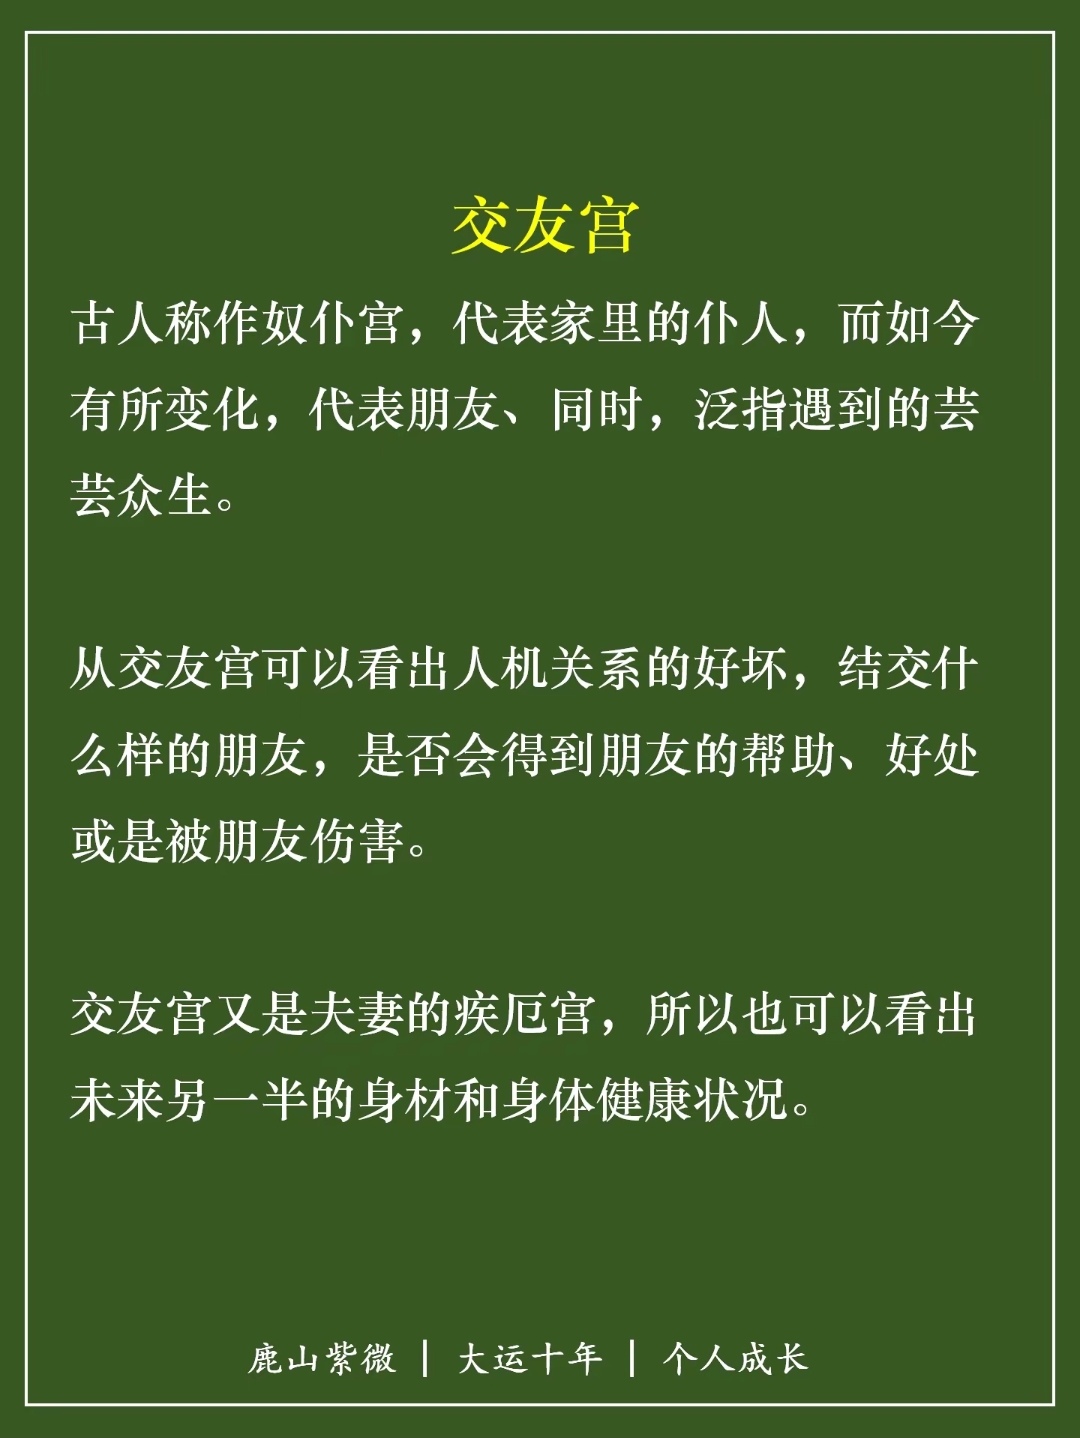 交友宫
古人称作奴仆宫，代表家里的仆人，而如今
有所变化，代表朋友、同时，泛指遇到的芸
芸众生。
从交友宫可以看出人机关系的好坏，结交什
么样的朋友，是否会得到朋友的帮助、好处
或是被朋友伤害。
交友宫又是夫妻的疾厄宫，所以也可以看出
未来另一半的身材和身体健康状况。
鹿山紫微 | 大运十年 | 个人成长